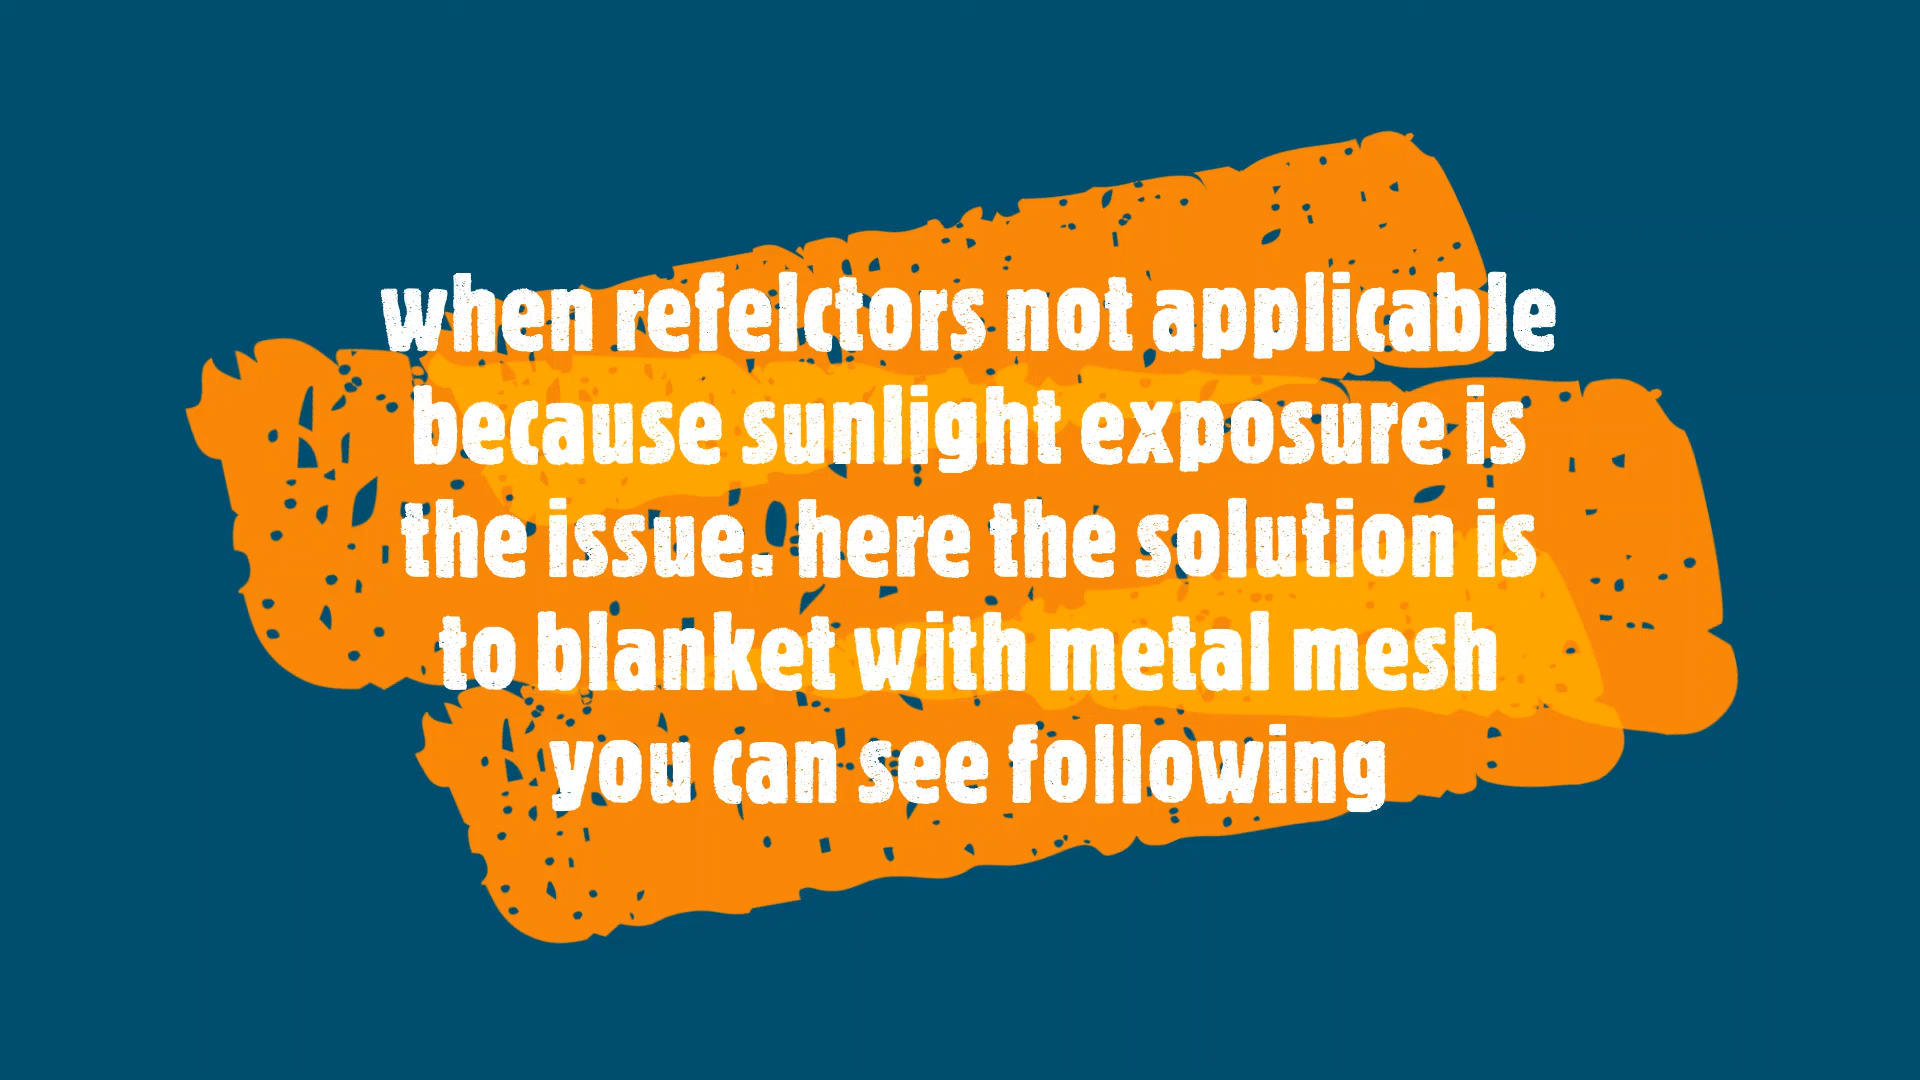 when refelctors not applicable
because sunlight exposure is
the issue. here the solution is
to blanket with metal mesh
you can see following